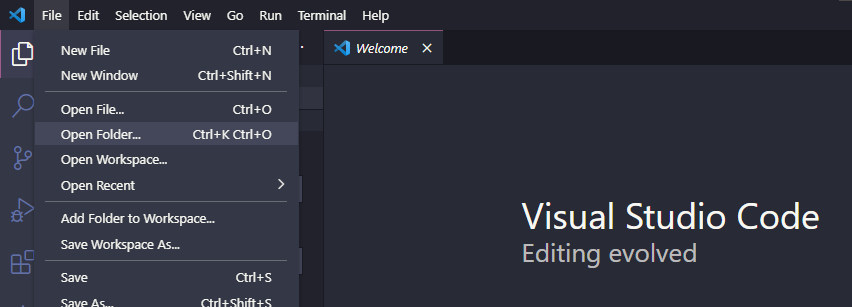 File Edit Selection View Go Run Terminal Help
New File Ctrl+N
New Window Ctrl+Shift+N
Open File... Ctrl+O
Open Folder... Ctrl+K Ctrl+O
Open Workspace...
Open Recent
Add Folder to Workspace...
Save Workspace As...
Save Ctrl+S
Save As... Ctrl+Shift+S
Welcome
Visual Studio Code
Editing evolved